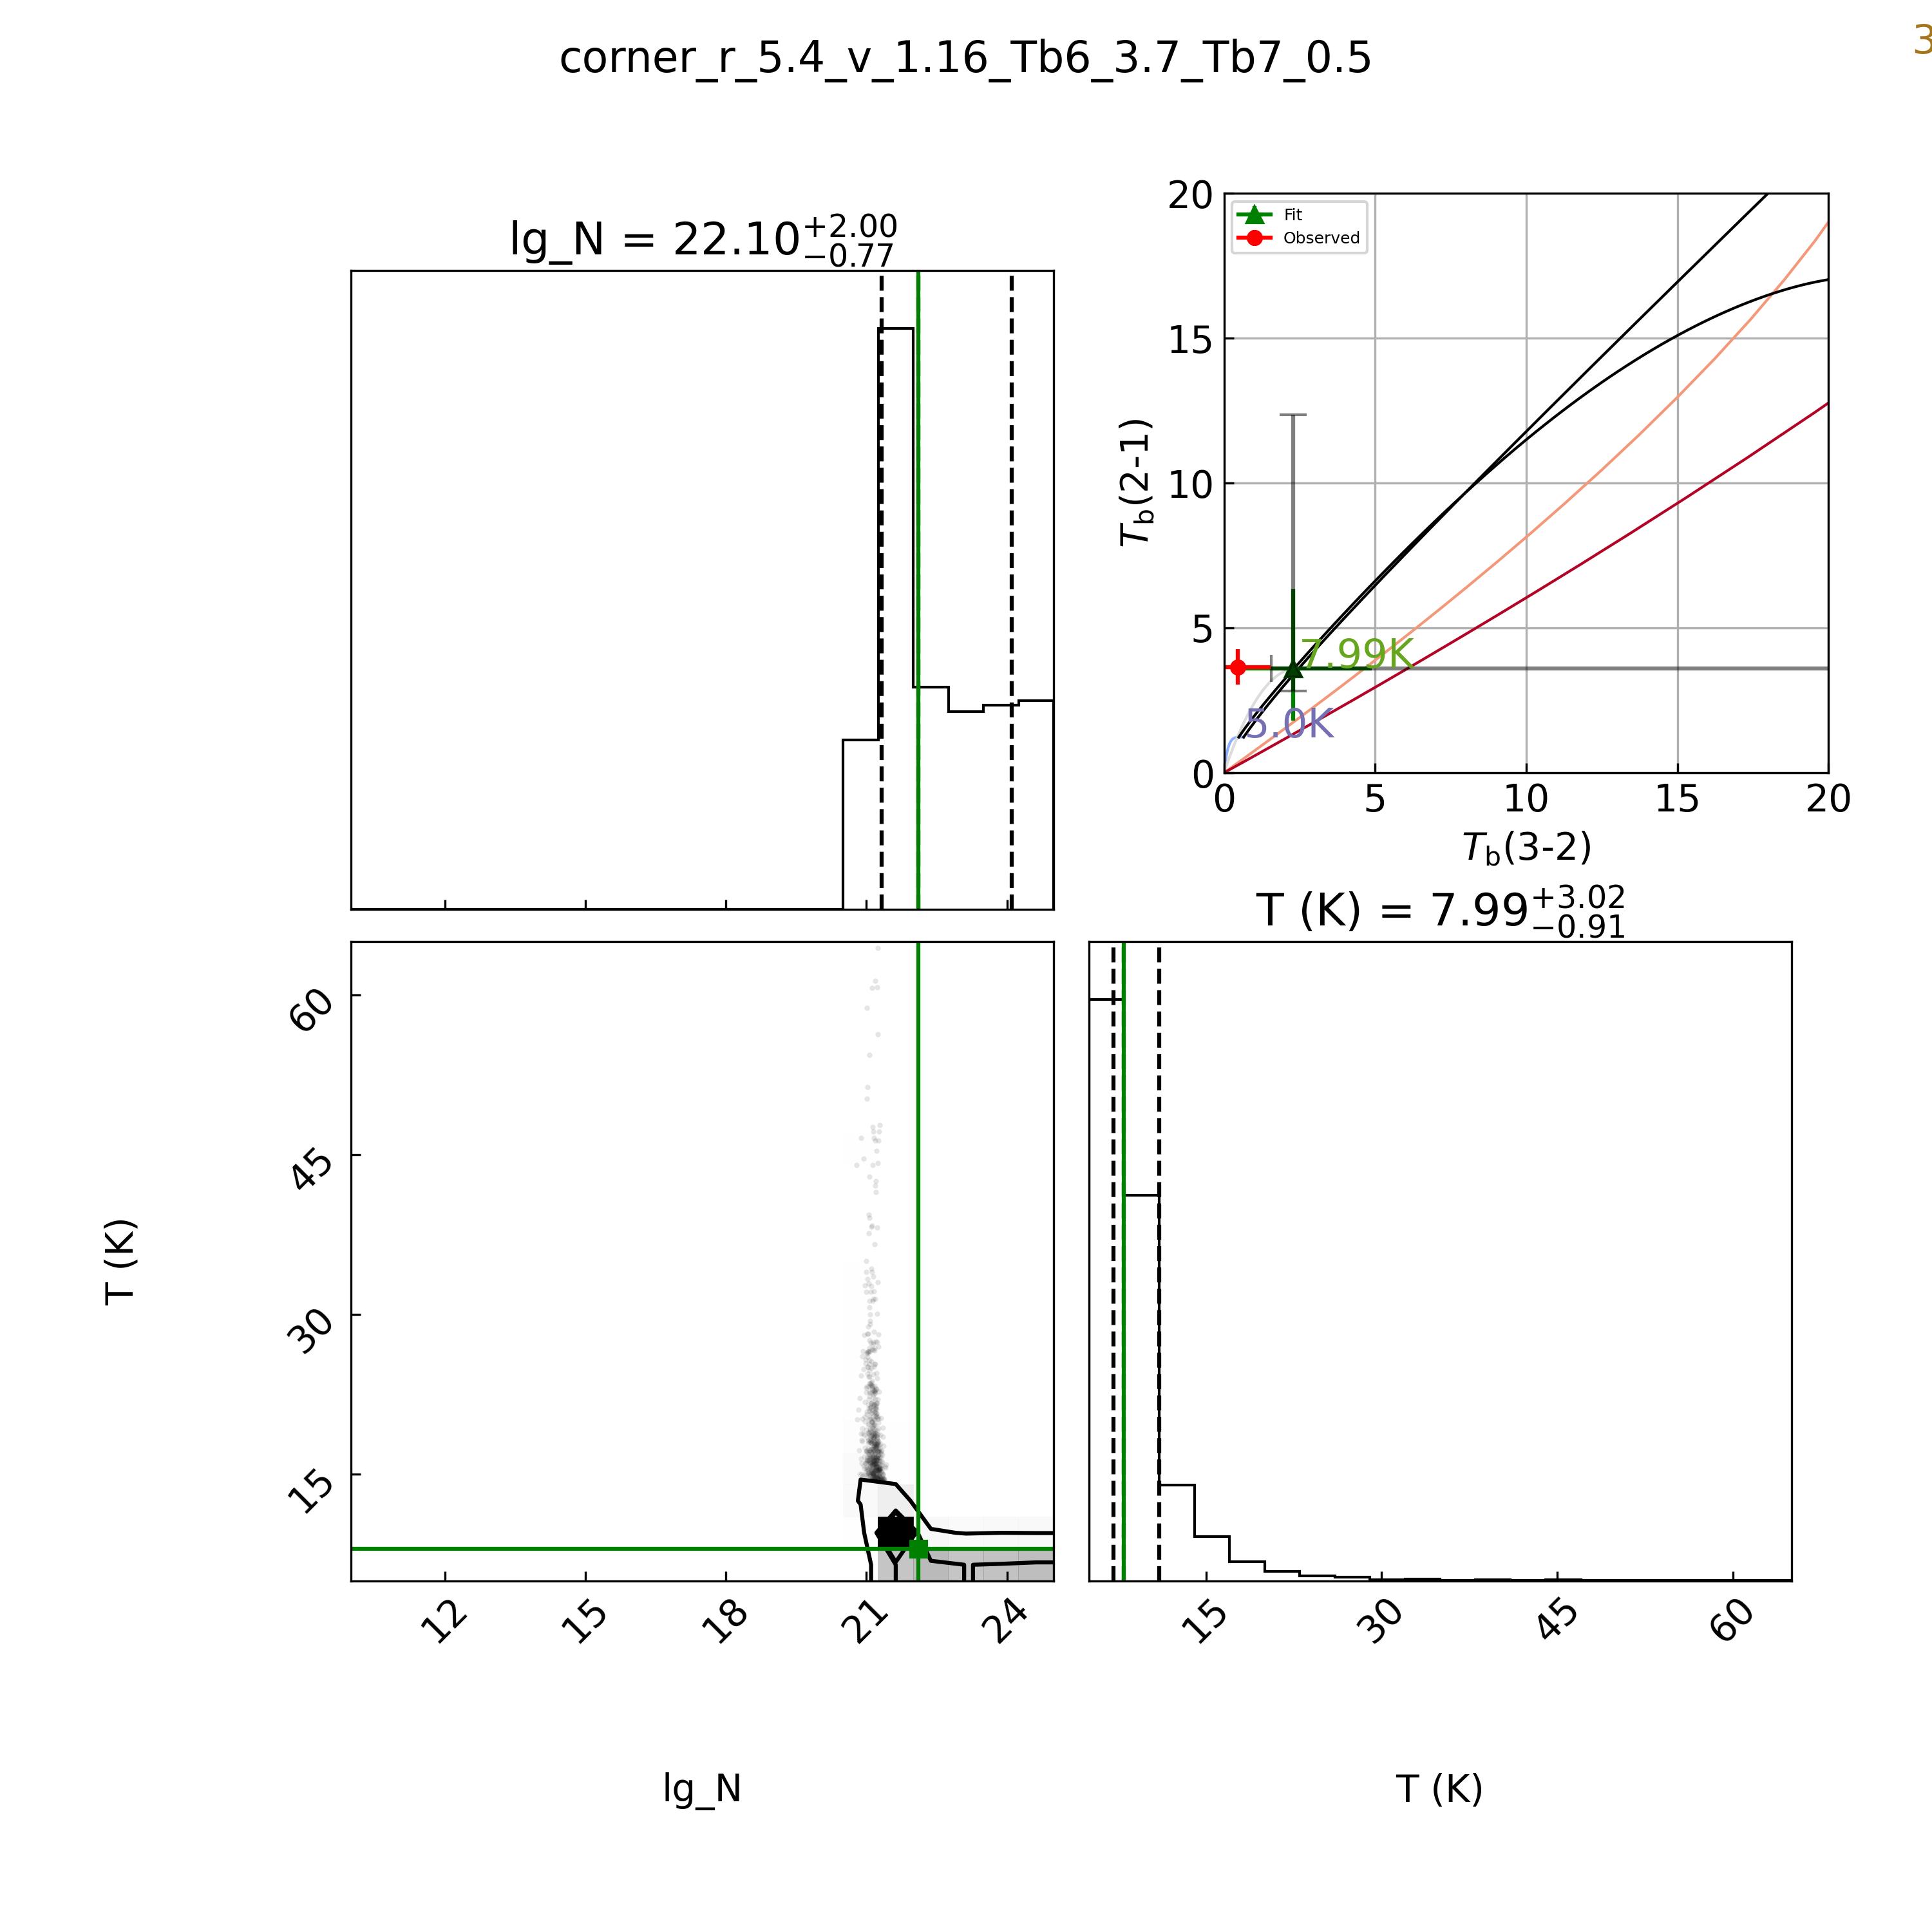 corner_r_5.4_v_1.16_Tb6_3.7_Tb7_0.5
3
lg_N = 22.10 +2.00 −0.77
20
15
10
5
0
Fit
Observed
7.99K
5.0K
T_b(2-1)
0 5 10 15 20
T_b(3-2)
T (K) = 7.99 +3.02 −0.91
60
45
30
15
T (K)
12 15 18 21 24
15 30 45 60
lg_N
T (K)